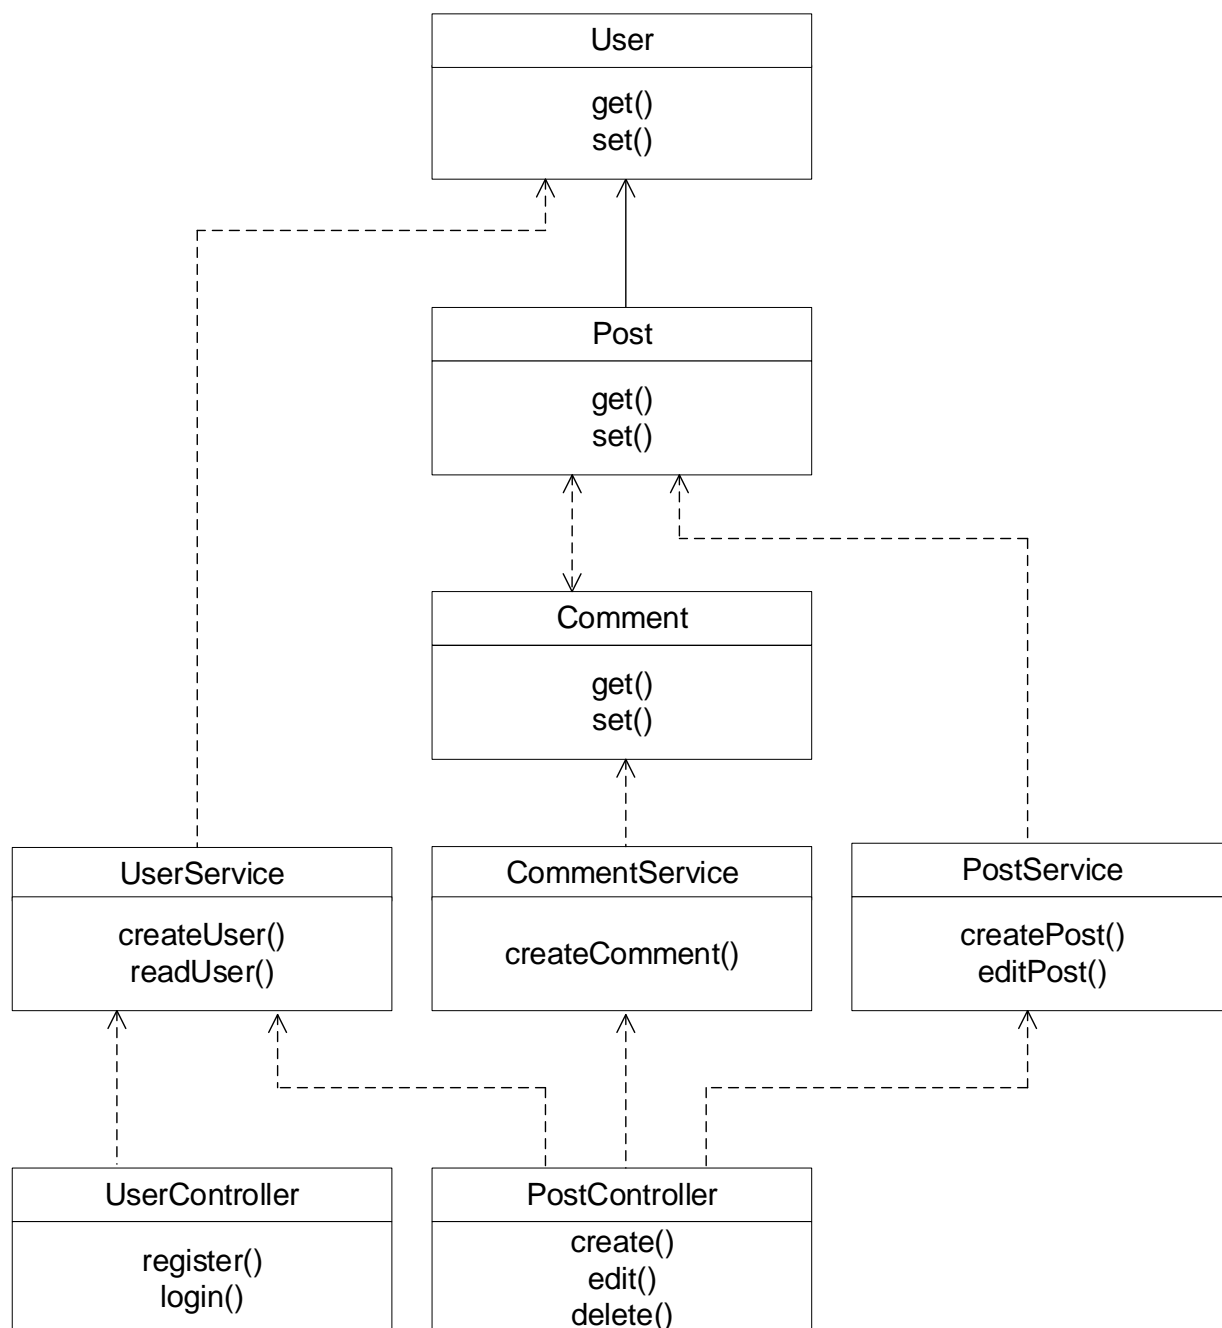 User
get()
set()
Post
get()
set()
Comment
get()
set()
UserService
createUser()
readUser()
CommentService
createComment()
PostService
createPost()
editPost()
UserController
register()
login()
PostController
create()
edit()
delete()